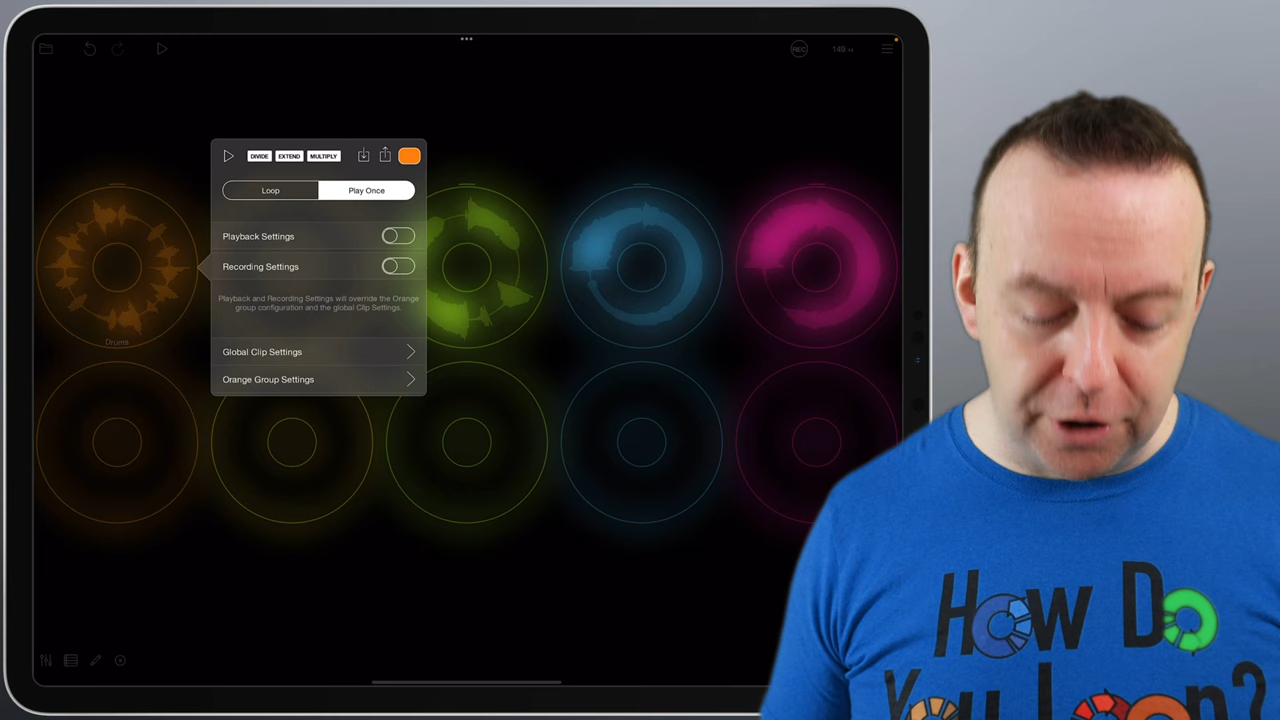 REC
149
DIVIDE EXTEND MULTIPLY
Loop Play Once
Playback Settings
Recording Settings
Playback and Recording Settings will override the Orange
group configuration and the global Clip Settings.
Drums
Global Clip Settings
Orange Group Settings
How Do
You Loop?